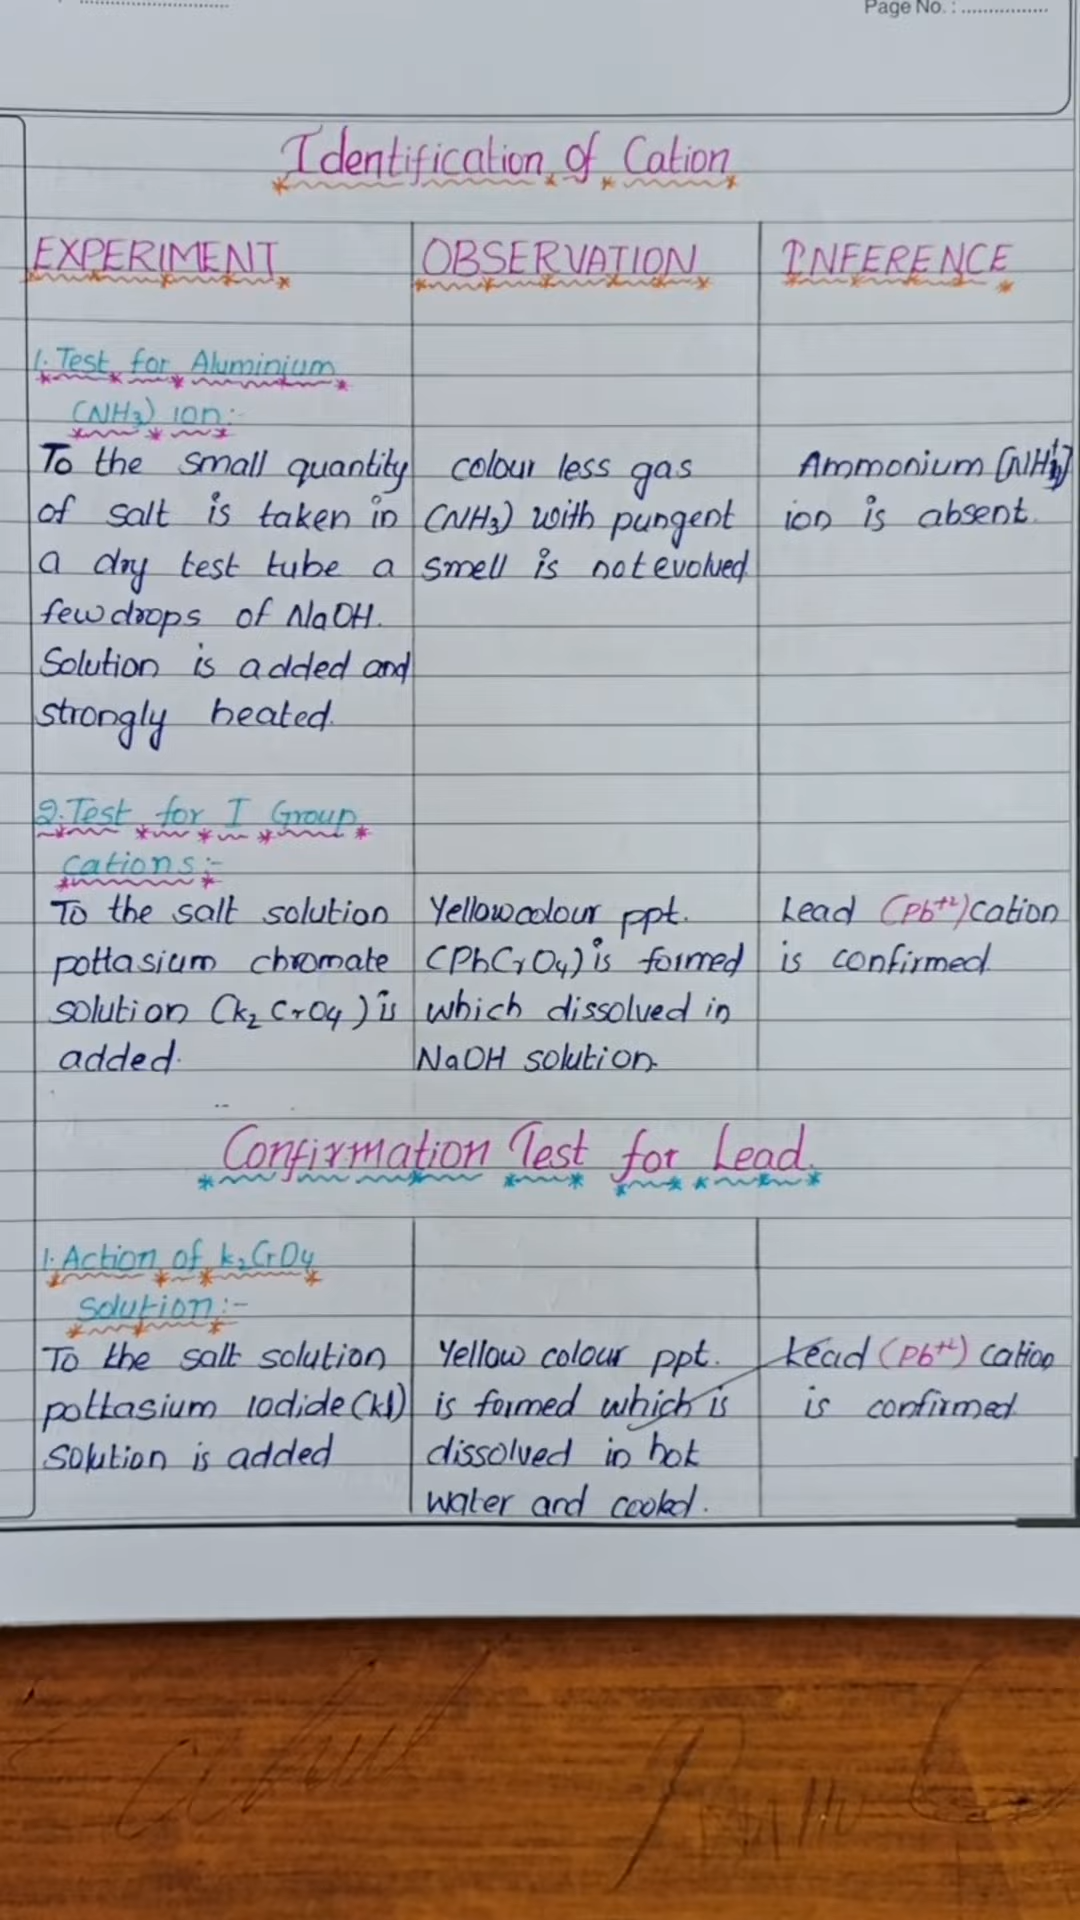 Page No. :
Identification of Cation
EXPERIMENT
OBSERVATION
INFERENCE
1. Test for Aluminium
(NH3) ion:-
To the small quantity
of salt is taken in
a dry test tube a
few drops of NaOH.
Solution is added and
strongly heated.
colour less gas
(NH3) with pungent
smell is not evolved
Ammonium
ion is absent.
2. Test for I Group
cations:-
To the salt solution
pottasium chromate
solution (k2 CrO4) is
added.
Yellow colour ppt.
(PhCrO4) is formed
which dissolved in
NaOH solution.
Lead (Pb+2) cation
is confirmed
Confirmation Test for Lead.
1. Action of k2CrO4
solution:-
To the salt solution
pottasium Iodide (kI)
solution is added
Yellow colour ppt.
is formed which is
dissolved in hot
water and cooled.
Lead (Pb+2) cation
is confirmed